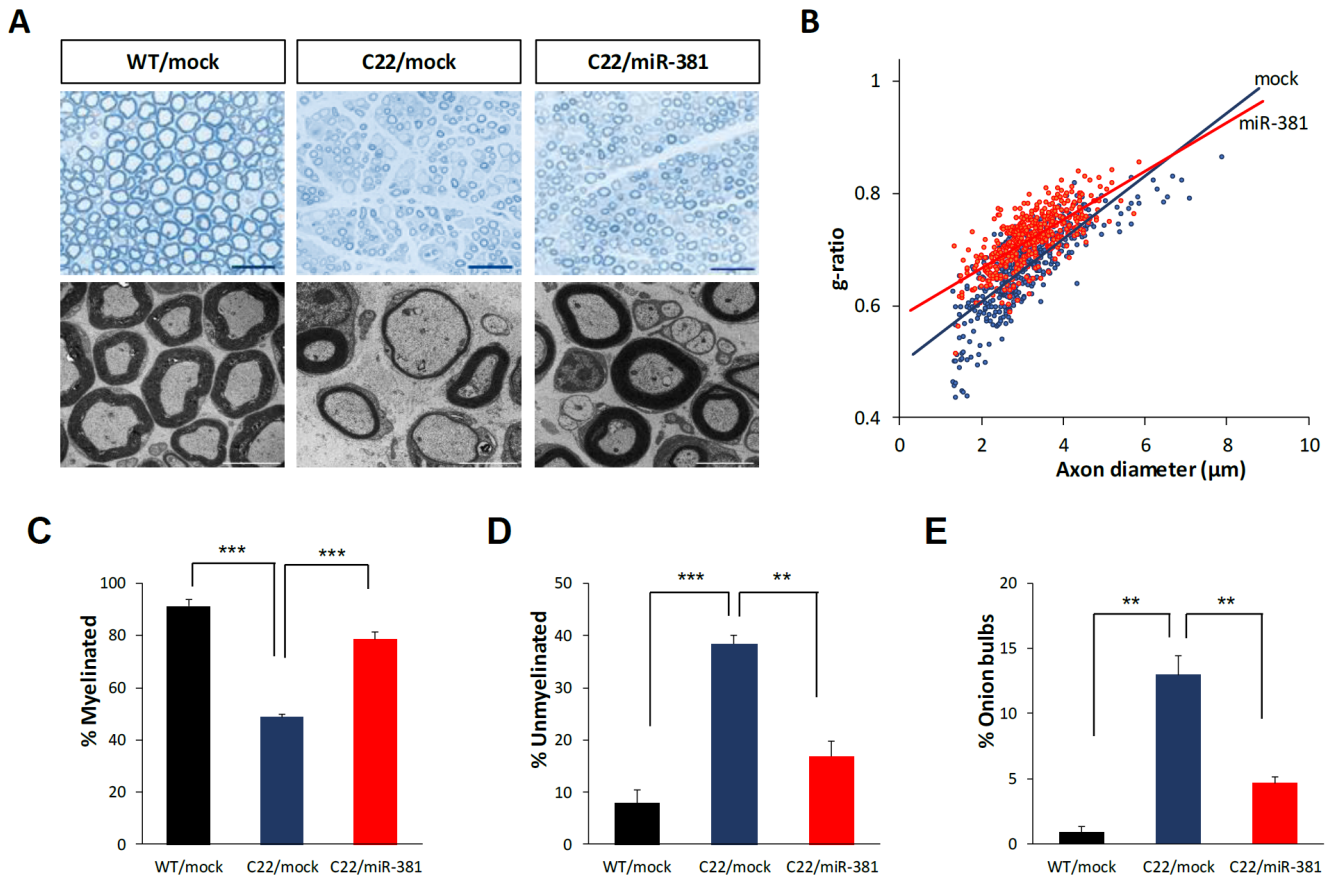 A
WT/mock
C22/mock
C22/miR-381
B
1
0.8
0.6
0.4
g-ratio
mock
miR-381
0
2
4
6
8
10
Axon diameter (μm)
C
***
***
100
80
60
40
20
0
% Myelinated
WT/mock
C22/mock
C22/miR-381
D
***
**
50
40
30
20
10
0
% Unmyelinated
WT/mock
C22/mock
C22/miR-381
E
**
**
20
15
10
5
0
% Onion bulbs
WT/mock
C22/mock
C22/miR-381